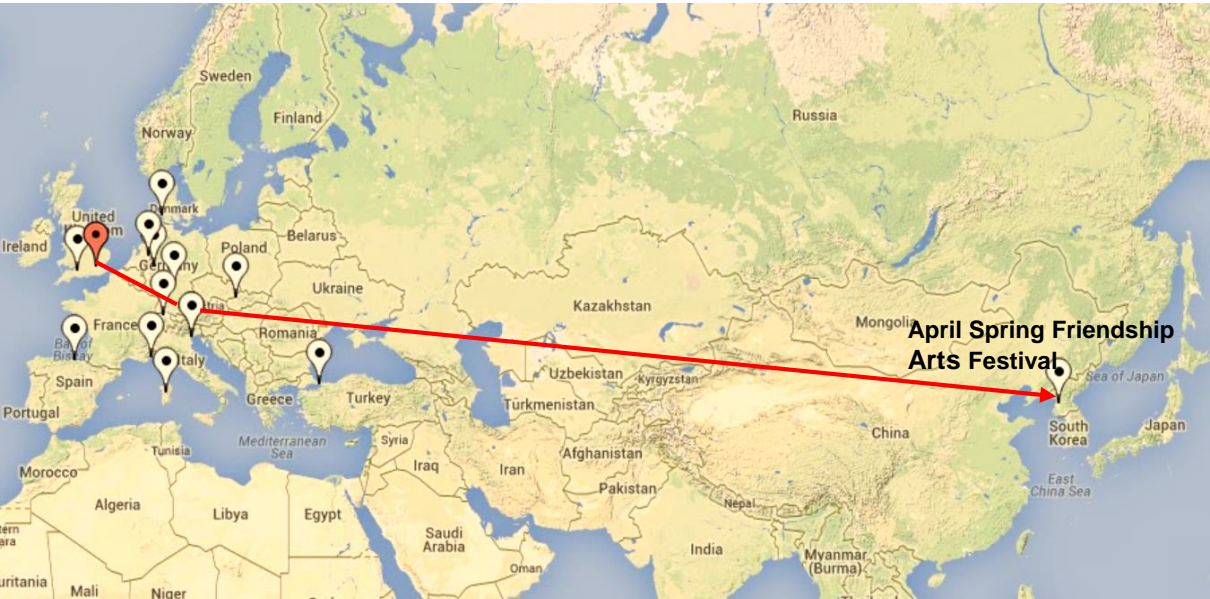 Sweden
Finland
Russia
Norway
Denmark
United
Kingdom
Ireland
Belarus
Poland
Germany
Ukraine
Kazakhstan
France
Austria
Mongolia
April Spring Friendship
Arts Festival
Romania
Bay of
Biscay
Italy
Uzbekistan
Kyrgyzstan
Sea of Japan
Spain
Greece
Turkey
Türkmenistan
Portugal
China
South
Korea
Japan
Mediterranean
Sea
Tunisia
Syria
Afghanistan
Morocco
Iraq
Iran
East
China Sea
Pakistan
Algeria
Libya
Egypt
Nepal
Saudi
Arabia
India
Myanmar
(Burma)
Oman
Mali
Niger